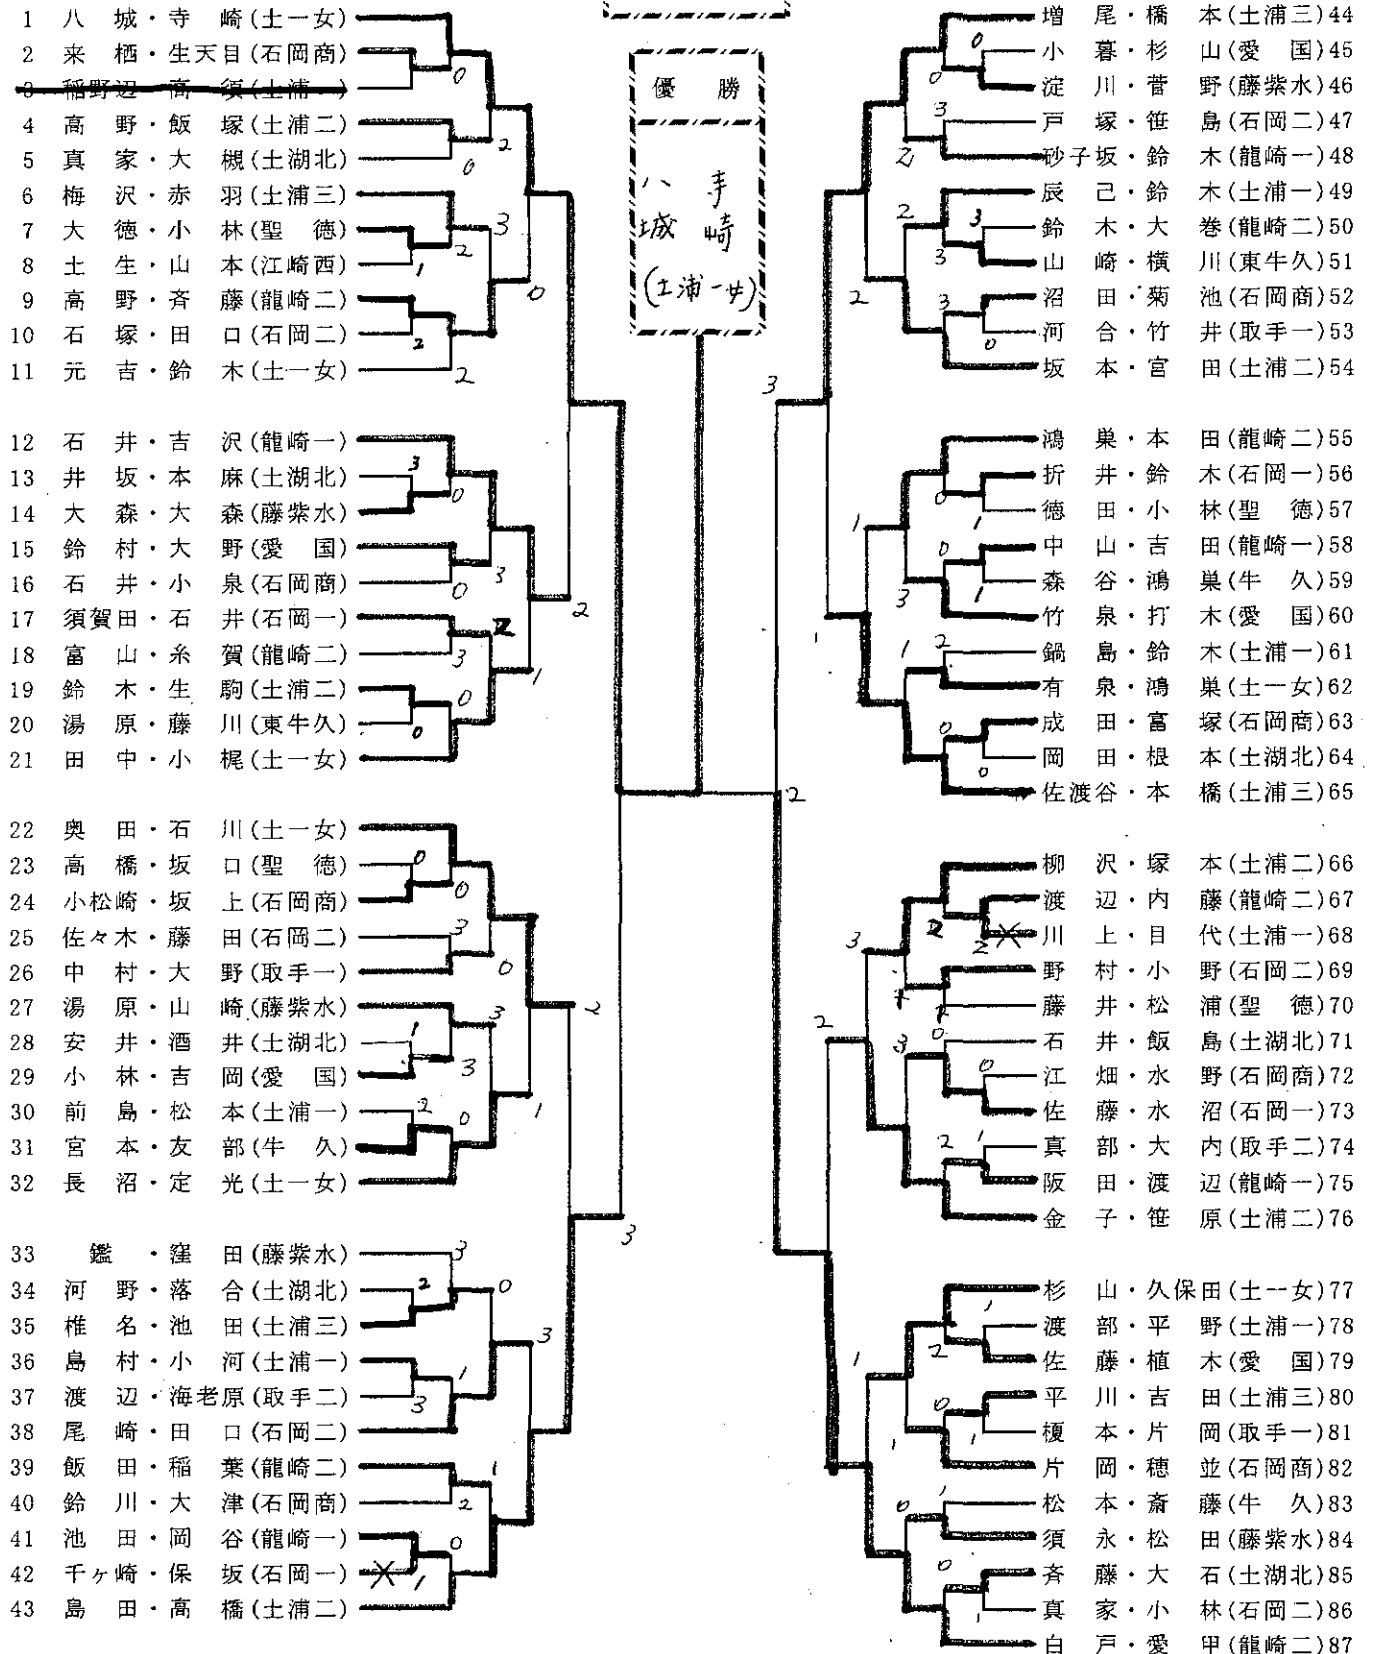 1 八 城・寺 崎(土一女)
2 来 栖・生天目(石岡商)
3 稲野辺・高 須(土浦一)
4 高 野・飯 塚(土浦二)
5 真 家・大 槻(土湖北)
6 梅 沢・赤 羽(土浦三)
7 大 徳・小 林(聖 徳)
8 土 生・山 本(江崎西)
9 高 野・斉 藤(龍崎二)
10 石 塚・田 口(石岡二)
11 元 吉・鈴 木(土一女)
12 石 井・吉 沢(龍崎一)
13 井 坂・本 麻(土湖北)
14 大 森・大 森(藤紫水)
15 鈴 村・大 野(愛 国)
16 石 井・小 泉(石岡商)
17 須賀田・石 井(石岡一)
18 富 山・糸 賀(龍崎二)
19 鈴 木・生 駒(土浦二)
20 湯 原・藤 川(東牛久)
21 田 中・小 梶(土一女)
22 奥 田・石 川(土一女)
23 高 橋・坂 口(聖 徳)
24 小松崎・坂 上(石岡商)
25 佐々木・藤 田(石岡二)
26 中 村・大 野(取手一)
27 湯 原・山 崎(藤紫水)
28 安 井・酒 井(土湖北)
29 小 林・吉 岡(愛 国)
30 前 島・松 本(土浦一)
31 宮 本・友 部(牛 久)
32 長 沼・定 光(土一女)
33 鑑 ・窪 田(藤紫水)
34 河 野・落 合(土湖北)
35 椎 名・池 田(土浦三)
36 島 村・小 河(土浦一)
37 渡 辺・海老原(取手二)
38 尾 崎・田 口(石岡二)
39 飯 田・稲 葉(龍崎二)
40 鈴 川・大 津(石岡商)
41 池 田・岡 谷(龍崎一)
42 千ヶ崎・保 坂(石岡一)
43 島 田・高 橋(土浦二)
優 勝
八城
寺崎
(土浦一女)
増 尾・橋 本(土浦三)44
小 暮・杉 山(愛 国)45
淀 川・菅 野(藤紫水)46
戸 塚・笹 島(石岡二)47
砂子坂・鈴 木(龍崎一)48
辰 己・鈴 木(土浦一)49
鈴 木・大 巻(龍崎二)50
山 崎・横 川(東牛久)51
沼 田・菊 池(石岡商)52
河 合・竹 井(取手一)53
坂 本・宮 田(土浦二)54
鴻 巣・本 田(龍崎二)55
折 井・鈴 木(石岡一)56
徳 田・小 林(聖 徳)57
中 山・吉 田(龍崎一)58
森 谷・鴻 巣(牛 久)59
竹 泉・打 木(愛 国)60
鍋 島・鈴 木(土浦一)61
有 泉・鴻 巣(土一女)62
成 田・富 塚(石岡商)63
岡 田・根 本(土湖北)64
佐渡谷・本 橋(土浦三)65
柳 沢・塚 本(土浦二)66
渡 辺・内 藤(龍崎二)67
川 上・目 代(土浦一)68
野 村・小 野(石岡二)69
藤 井・松 浦(聖 徳)70
石 井・飯 島(土湖北)71
江 畑・水 野(石岡商)72
佐 藤・水 沼(石岡一)73
真 部・大 内(取手二)74
阪 田・渡 辺(龍崎一)75
金 子・笹 原(土浦二)76
杉 山・久保田(土一女)77
渡 部・平 野(土浦一)78
佐 藤・植 木(愛 国)79
平 川・吉 田(土浦三)80
榎 本・片 岡(取手一)81
片 岡・穂 並(石岡商)82
松 本・斎 藤(牛 久)83
須 永・松 田(藤紫水)84
斉 藤・大 石(土湖北)85
真 家・小 林(石岡二)86
白 戸・愛 甲(龍崎二)87